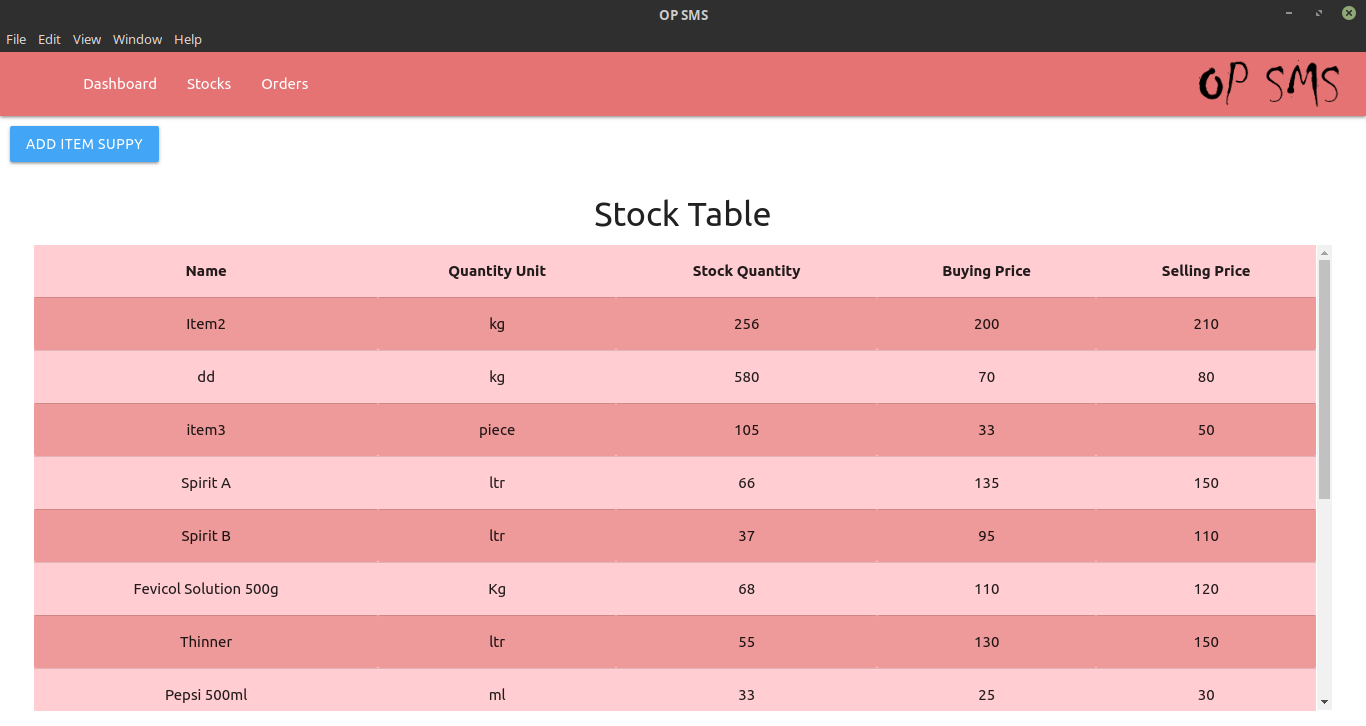 OP SMS
File Edit View Window Help
Dashboard Stocks Orders OP SMS
ADD ITEM SUPPY
Stock Table
Name Quantity Unit Stock Quantity Buying Price Selling Price
Item2 kg 256 200 210
dd kg 580 70 80
item3 piece 105 33 50
Spirit A ltr 66 135 150
Spirit B ltr 37 95 110
Fevicol Solution 500g Kg 68 110 120
Thinner ltr 55 130 150
Pepsi 500ml ml 33 25 30